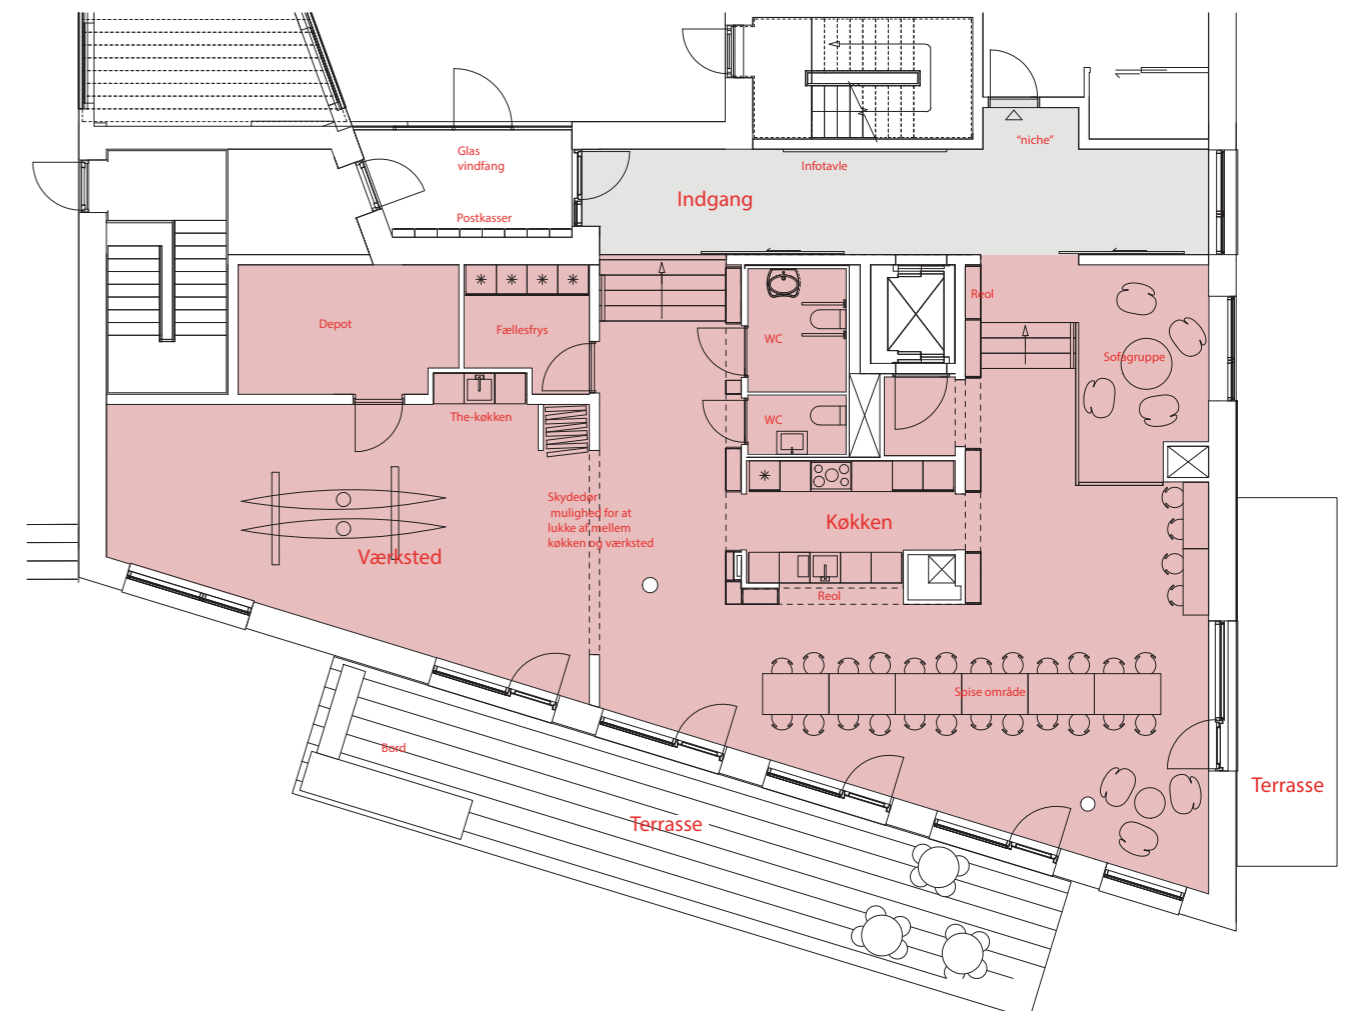 "niche"
Glas
vindfang
Infotavle
Indgang
Postkasser
Reol
Depot
Fællesfrys
WC
Sofagruppe
The-køkken
WC
Skydedør
mulighed for at
lukke af mellem
køkken og værksted
Køkken
Værksted
Reol
Spise område
Bord
Terrasse
Terrasse